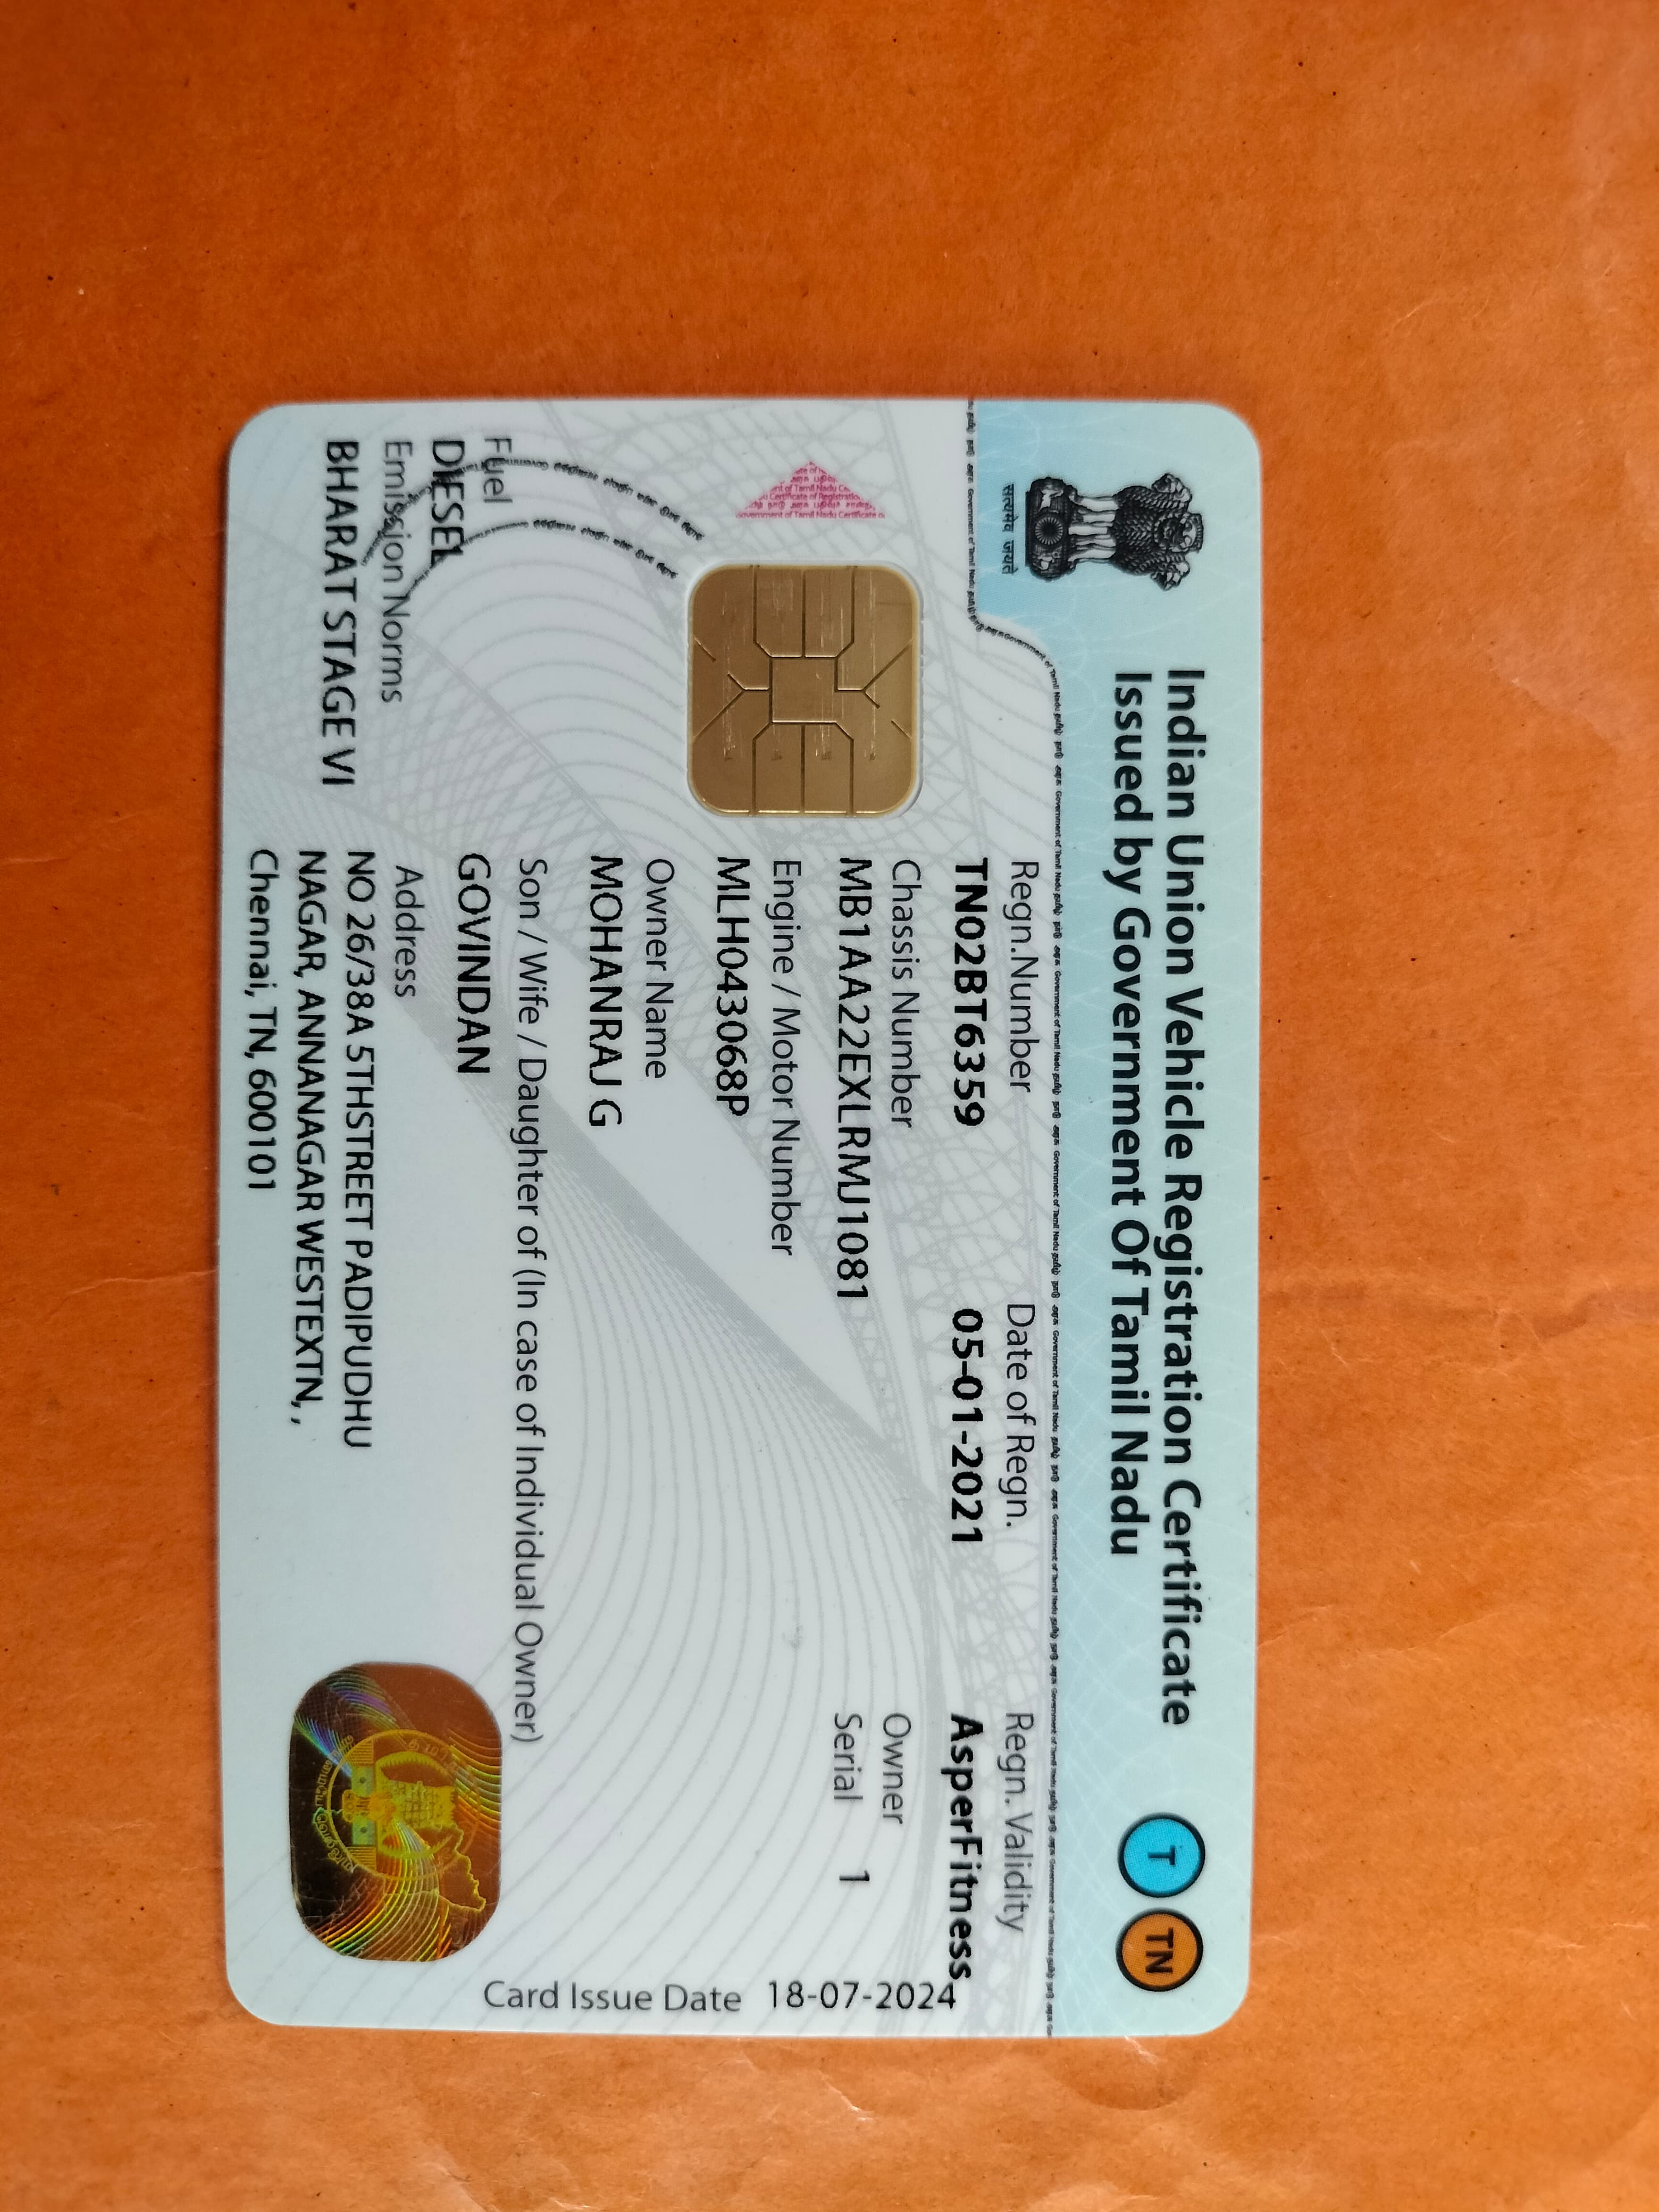 Indian Union Vehicle Registration Certificate
Issued by Government Of Tamil Nadu
T TN
सत्यमेव जयते
Regn.Number Date of Regn. Regn. Validity
TN02BT6359 05-01-2021 AsperFitness
Chassis Number Owner
MB1AA22EXLRMJ1081 Serial 1
Engine / Motor Number
MLH043068P
Owner Name
MOHANRAJ G
Son / Wife / Daughter of (In case of Individual Owner)
GOVINDAN
Fuel
DIESEL
Emission Norms
BHARAT STAGE VI
Address
NO 26/38A 5THSTREET PADIPUDHU
NAGAR, ANNANAGAR WESTEXTN, ,
Chennai, TN, 600101
Card Issue Date 18-07-2024